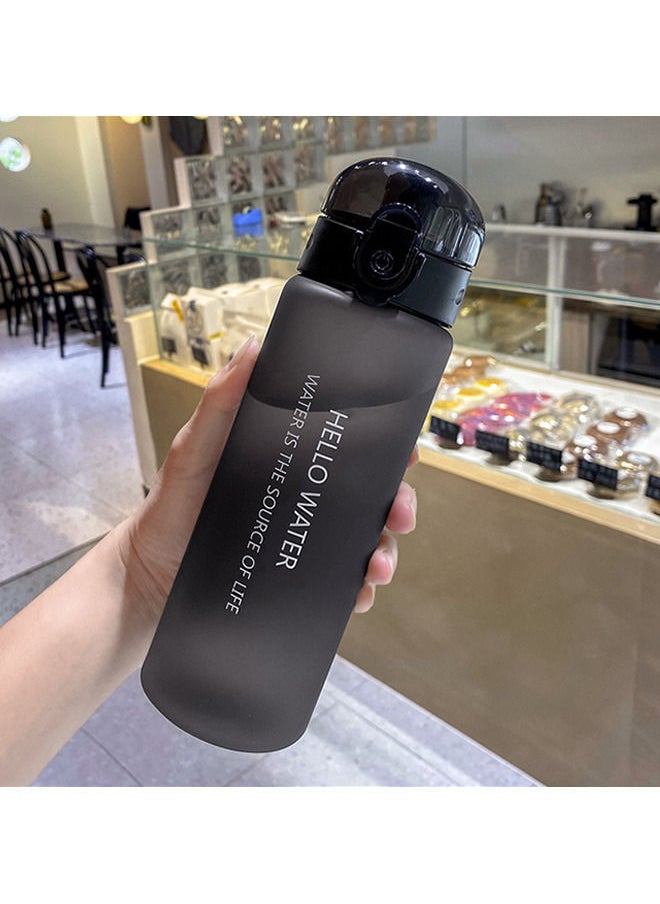 HELLO WATER
WATER IS THE SOURCE OF LIFE